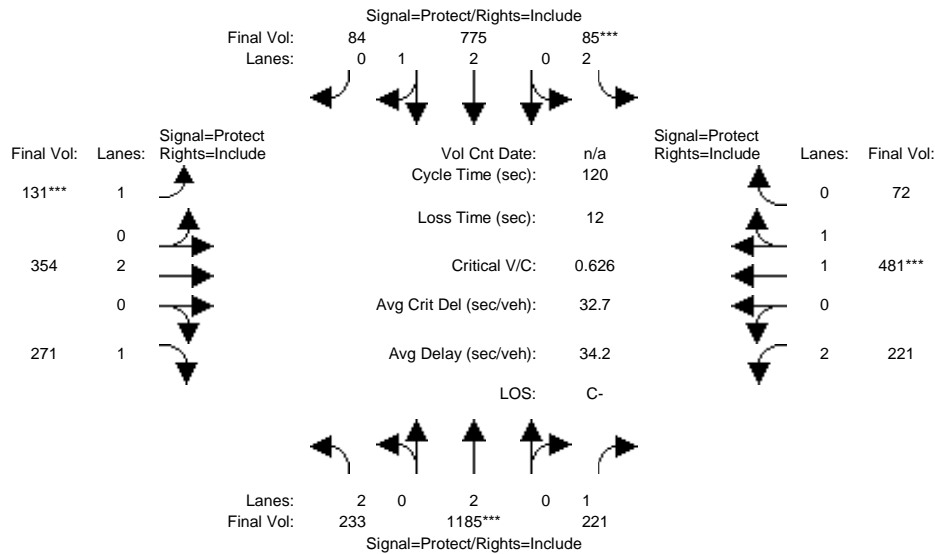 Signal=Protect/Rights=Include
Final Vol: 84 775 85***
Lanes: 0 1 2 0 2
Signal=Protect Signal=Protect
Final Vol: Lanes: Rights=Include Vol Cnt Date: n/a Rights=Include Lanes: Final Vol:
Cycle Time (sec): 120
131*** 1 0 72
Loss Time (sec): 12
0 1
354 2 Critical V/C: 0.626 1 481***
0 Avg Crit Del (sec/veh): 32.7 0
271 1 Avg Delay (sec/veh): 34.2 2 221
LOS: C-
Lanes: 2 0 2 0 1
Final Vol: 233 1185*** 221
Signal=Protect/Rights=Include